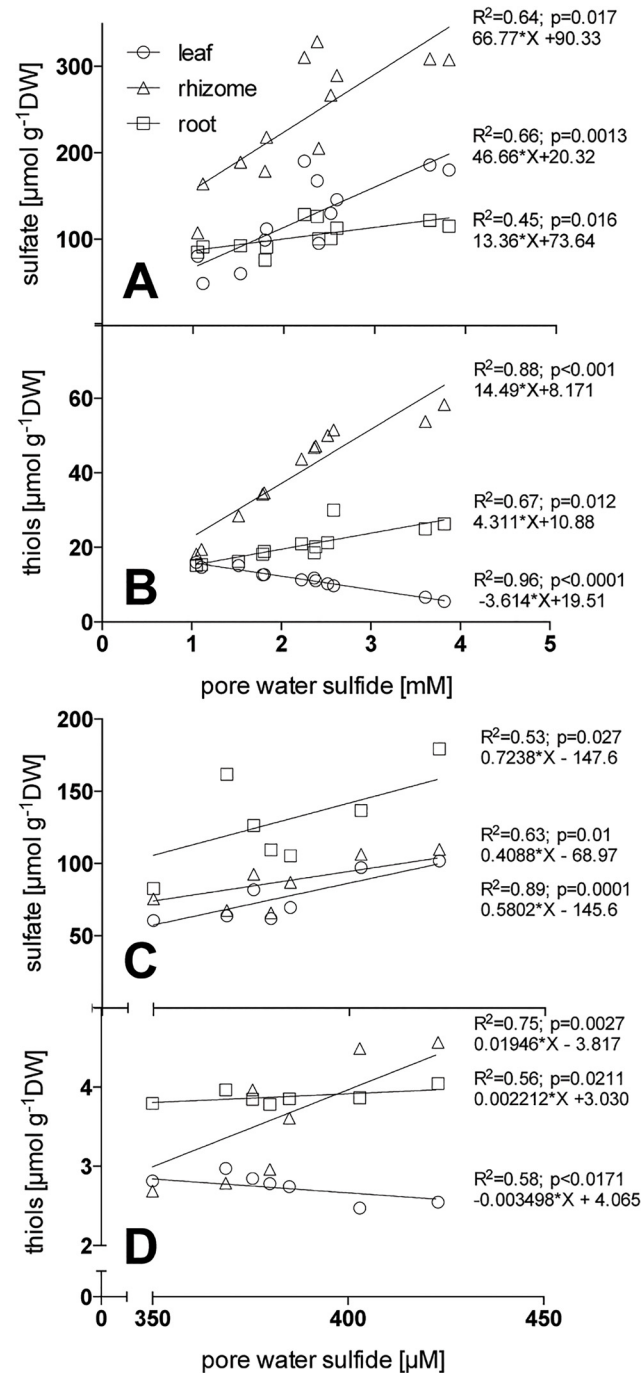 R²=0.64; p=0.017
66.77*X +90.33
leaf
rhizome
root
300
200
100
0
sulfate [µmol g⁻¹DW]
R²=0.66; p=0.0013
46.66*X+20.32
R²=0.45; p=0.016
13.36*X+73.64
A
R²=0.88; p<0.001
14.49*X+8.171
60
40
20
0
thiols [µmol g⁻¹DW]
R²=0.67; p=0.012
4.311*X+10.88
R²=0.96; p<0.0001
-3.614*X+19.51
B
0 1 2 3 4 5
pore water sulfide [mM]
200
150
100
50
sulfate [µmol g⁻¹DW]
R²=0.53; p=0.027
0.7238*X - 147.6
R²=0.63; p=0.01
0.4088*X - 68.97
R²=0.89; p=0.0001
0.5802*X - 145.6
C
R²=0.75; p=0.0027
0.01946*X - 3.817
4
3
2
0
thiols [µmol g⁻¹DW]
R²=0.56; p=0.0211
0.002212*X +3.030
R²=0.58; p<0.0171
-0.003498*X + 4.065
D
0 350 400 450
pore water sulfide [µM]